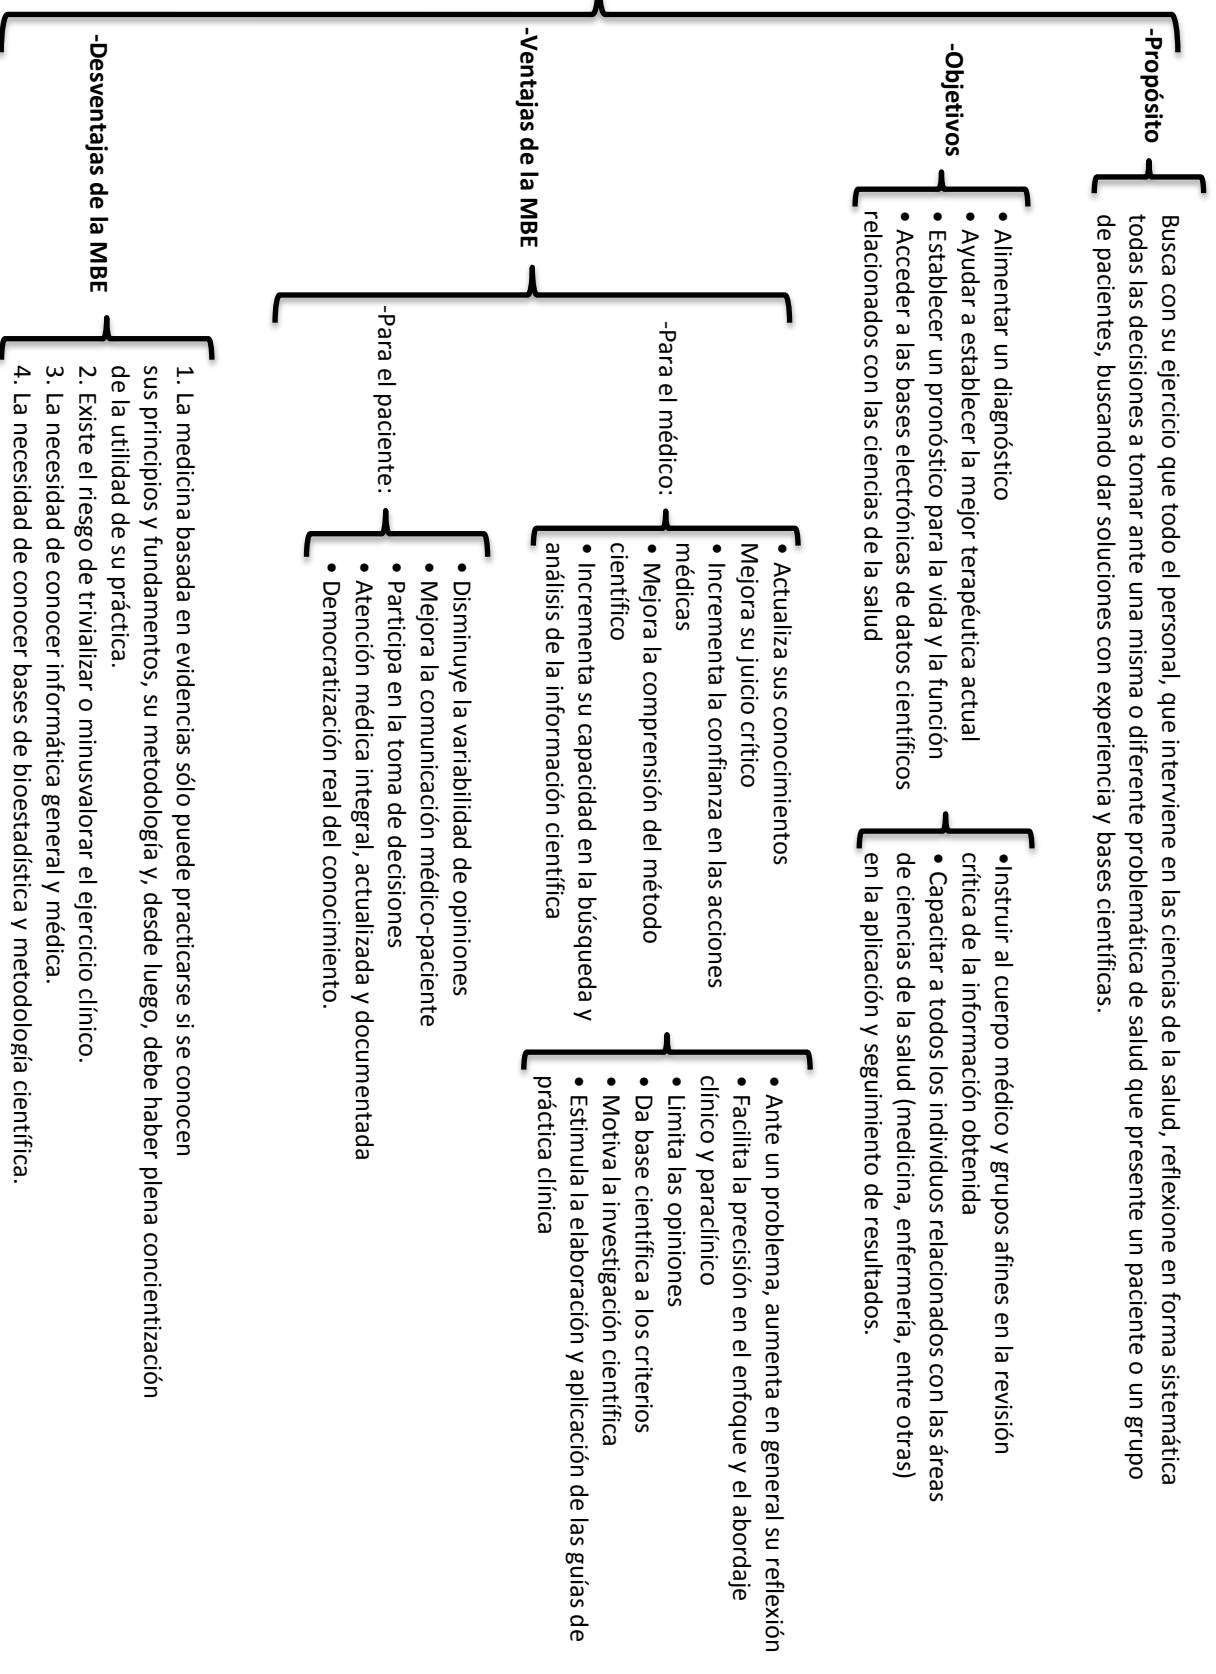 -Propósito
Busca con su ejercicio que todo el personal, que interviene en las ciencias de la salud, reflexione en forma sistemática
todas las decisiones a tomar ante una misma o diferente problemática de salud que presente un paciente o un grupo
de pacientes, buscando dar soluciones con experiencia y bases científicas.
-Objetivos
• Alimentar un diagnóstico
• Ayudar a establecer la mejor terapéutica actual
• Establecer un pronóstico para la vida y la función
• Acceder a las bases electrónicas de datos científicos
relacionados con las ciencias de la salud
•Instruir al cuerpo médico y grupos afines en la revisión
crítica de la información obtenida
• Capacitar a todos los individuos relacionados con las áreas
de ciencias de la salud (medicina, enfermería, entre otras)
en la aplicación y seguimiento de resultados.
-Ventajas de la MBE
-Para el médico:
• Actualiza sus conocimientos
Mejora su juicio crítico
• Incrementa la confianza en las acciones
médicas
• Mejora la comprensión del método
científico
• Incrementa su capacidad en la búsqueda y
análisis de la información científica
• Ante un problema, aumenta en general su reflexión
• Facilita la precisión en el enfoque y el abordaje
clínico y paraclínico
• Limita las opiniones
• Da base científica a los criterios
• Motiva la investigación científica
• Estimula la elaboración y aplicación de las guías de
práctica clínica
-Para el paciente:
• Disminuye la variabilidad de opiniones
• Mejora la comunicación médico-paciente
• Participa en la toma de decisiones
• Atención médica integral, actualizada y documentada
• Democratización real del conocimiento.
-Desventajas de la MBE
1. La medicina basada en evidencias sólo puede practicarse si se conocen
sus principios y fundamentos, su metodología y, desde luego, debe haber plena concientización
de la utilidad de su práctica.
2. Existe el riesgo de trivializar o minusvalorar el ejercicio clínico.
3. La necesidad de conocer informática general y médica.
4. La necesidad de conocer bases de bioestadística y metodología científica.